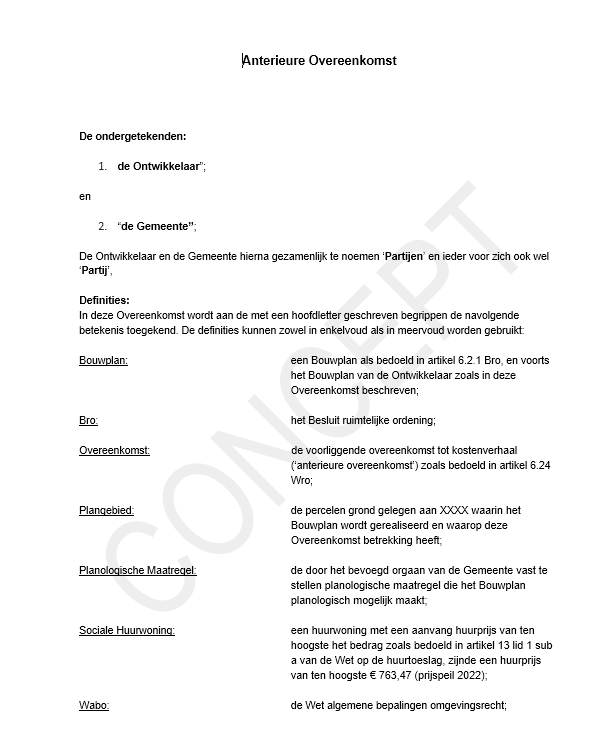 Anterieure Overeenkomst
De ondergetekenden:
1. de Ontwikkelaar”;
en
2. “de Gemeente”;
De Ontwikkelaar en de Gemeente hierna gezamenlijk te noemen ‘Partijen’ en ieder voor zich ook wel
‘Partij’,
Definities:
In deze Overeenkomst wordt aan de met een hoofdletter geschreven begrippen de navolgende
betekenis toegekend. De definities kunnen zowel in enkelvoud als in meervoud worden gebruikt:
Bouwplan: een Bouwplan als bedoeld in artikel 6.2.1 Bro, en voorts
het Bouwplan van de Ontwikkelaar zoals in deze
Overeenkomst beschreven;
Bro: het Besluit ruimtelijke ordening;
Overeenkomst: de voorliggende overeenkomst tot kostenverhaal
(‘anterieure overeenkomst’) zoals bedoeld in artikel 6.24
Wro;
Plangebied: de percelen grond gelegen aan XXXX waarin het
Bouwplan wordt gerealiseerd en waarop deze
Overeenkomst betrekking heeft;
Planologische Maatregel: de door het bevoegd orgaan van de Gemeente vast te
stellen planologische maatregel die het Bouwplan
planologisch mogelijk maakt;
Sociale Huurwoning: een huurwoning met een aanvang huurprijs van ten
hoogste het bedrag zoals bedoeld in artikel 13 lid 1 sub
a van de Wet op de huurtoeslag, zijnde een huurprijs
van ten hoogste € 763,47 (prijspeil 2022);
Wabo: de Wet algemene bepalingen omgevingsrecht;
CONCEPT